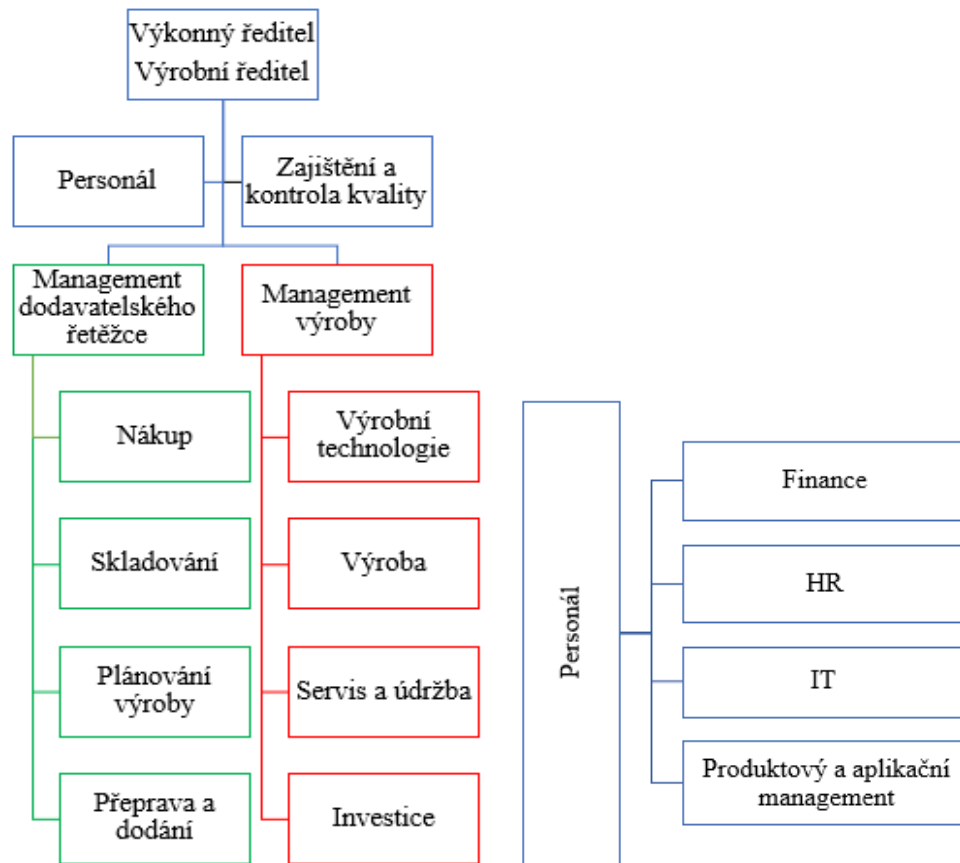 Výkonný ředitel
Výrobní ředitel
Personál
Zajištění a
kontrola kvality
Management
dodavatelského
řetěžce
Management
výroby
Nákup
Výrobní
technologie
Skladování
Výroba
Plánování
výroby
Servis a údržba
Přeprava a
dodání
Investice
Personál
Finance
HR
IT
Produktový a aplikační
management